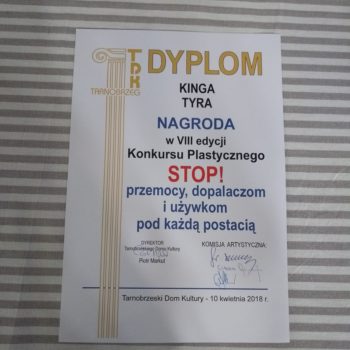 TDK
TARNOBRZEG
DYPLOM
KINGA
TYRA
NAGRODA
w VIII edycji
Konkursu Plastycznego
STOP!
przemocy, dopalaczom
i używkom
pod każdą postacią
DYREKTOR
Tarnobrzeskiego Domu Kultury
Piotr Markut
KOMISJA ARTYSTYCZNA:
Tarnobrzeski Dom Kultury - 10 kwietnia 2018 r.